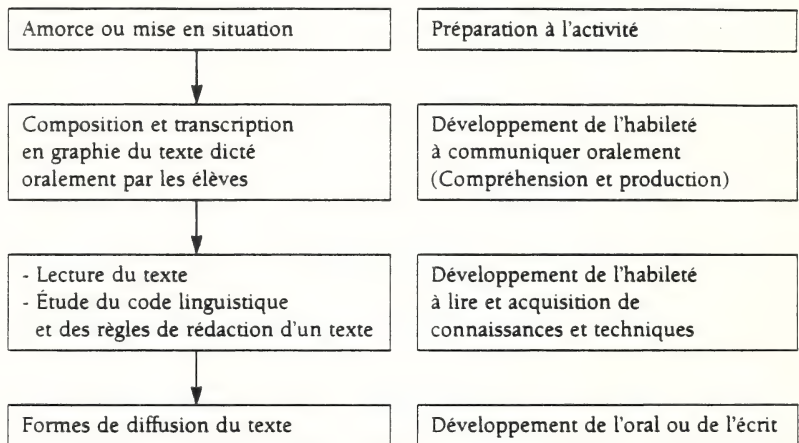 Amorce ou mise en situation
Préparation à l'activité
Composition et transcription
en graphie du texte dicté
oralement par les élèves
Développement de l'habileté
à communiquer oralement
(Compréhension et production)
- Lecture du texte
- Étude du code linguistique
et des règles de rédaction d'un texte
Développement de l'habileté
à lire et acquisition de
connaissances et techniques
Formes de diffusion du texte
Développement de l'oral ou de l'écrit